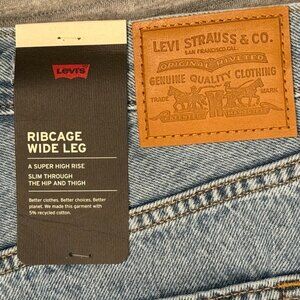 Levi's
RIBCAGE
WIDE LEG
A SUPER HIGH RISE
SLIM THROUGH
THE HIP AND THIGH
Better clothes. Better choices. Better
planet. We made this garment with
5% recycled cotton.
LEVI STRAUSS & CO.
SAN FRANCISCO, CAL.
ORIGINAL RIVETED
GENUINE QUALITY CLOTHING
TRADE MARK